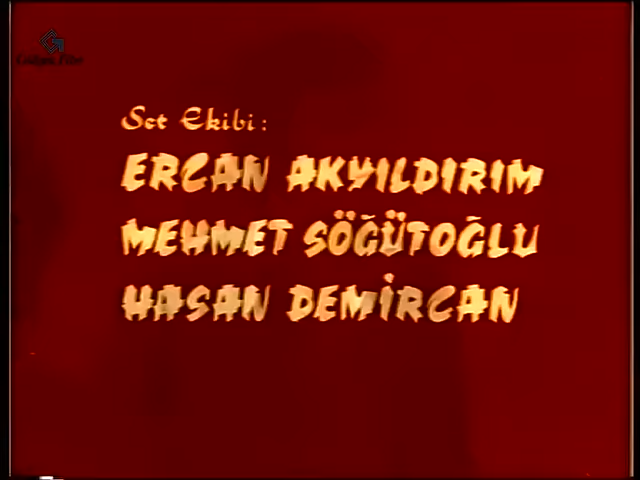 Set Ekibi:
ERCAN AKYILDIRIM
MEHMET SÖĞÜTOĞLU
HASAN DEMİRCAN